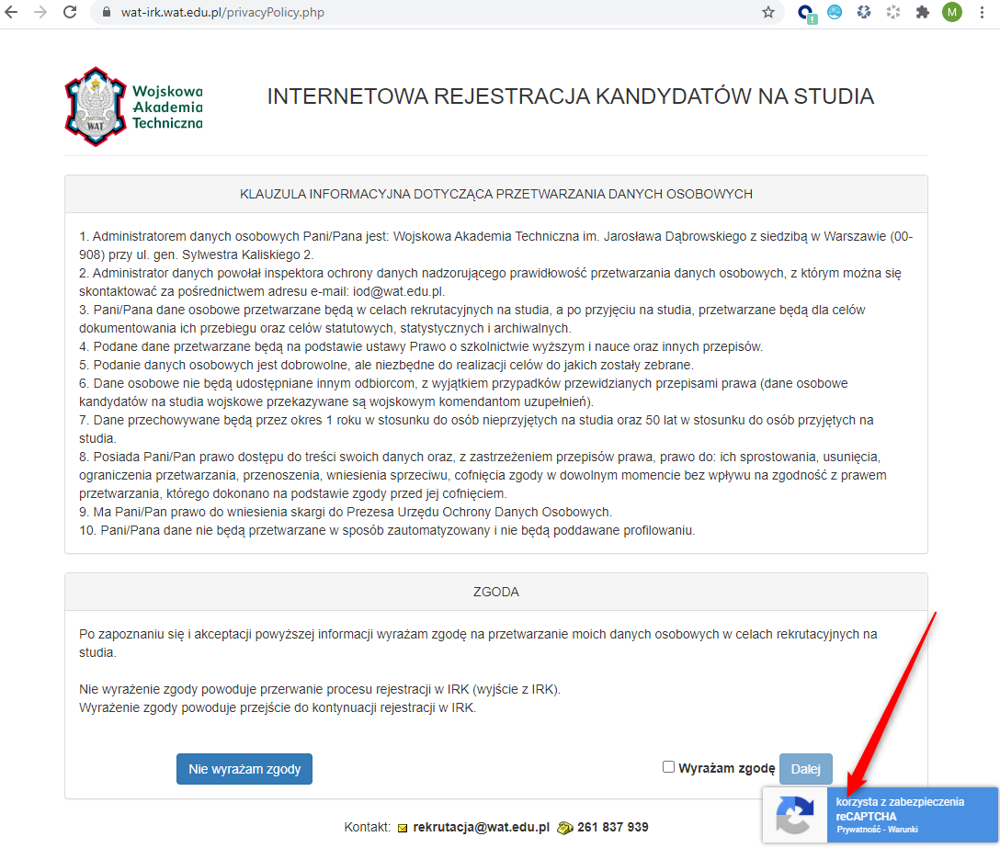 wat-irk.wat.edu.pl/privacyPolicy.php
M
Wojskowa
Akademia
Techniczna
WAT
INTERNETOWA REJESTRACJA KANDYDATÓW NA STUDIA
KLAUZULA INFORMACYJNA DOTYCZĄCA PRZETWARZANIA DANYCH OSOBOWYCH
1. Administratorem danych osobowych Pani/Pana jest: Wojskowa Akademia Techniczna im. Jarosława Dąbrowskiego z siedzibą w Warszawie (00-
908) przy ul. gen. Sylwestra Kaliskiego 2.
2. Administrator danych powołał inspektora ochrony danych nadzorującego prawidłowość przetwarzania danych osobowych, z którym można się
skontaktować za pośrednictwem adresu e-mail: iod@wat.edu.pl.
3. Pani/Pana dane osobowe przetwarzane będą w celach rekrutacyjnych na studia, a po przyjęciu na studia, przetwarzane będą dla celów
dokumentowania ich przebiegu oraz celów statutowych, statystycznych i archiwalnych.
4. Podane dane przetwarzane będą na podstawie ustawy Prawo o szkolnictwie wyższym i nauce oraz innych przepisów.
5. Podanie danych osobowych jest dobrowolne, ale niezbędne do realizacji celów do jakich zostały zebrane.
6. Dane osobowe nie będą udostępniane innym odbiorcom, z wyjątkiem przypadków przewidzianych przepisami prawa (dane osobowe
kandydatów na studia wojskowe przekazywane są wojskowym komendantom uzupełnień).
7. Dane przechowywane będą przez okres 1 roku w stosunku do osób nieprzyjętych na studia oraz 50 lat w stosunku do osób przyjętych na
studia.
8. Posiada Pani/Pan prawo dostępu do treści swoich danych oraz, z zastrzeżeniem przepisów prawa, prawo do: ich sprostowania, usunięcia,
ograniczenia przetwarzania, przenoszenia, wniesienia sprzeciwu, cofnięcia zgody w dowolnym momencie bez wpływu na zgodność z prawem
przetwarzania, którego dokonano na podstawie zgody przed jej cofnięciem.
9. Ma Pani/Pan prawo do wniesienia skargi do Prezesa Urzędu Ochrony Danych Osobowych.
10. Pani/Pana dane nie będą przetwarzane w sposób zautomatyzowany i nie będą poddawane profilowaniu.
ZGODA
Po zapoznaniu się i akceptacji powyższej informacji wyrażam zgodę na przetwarzanie moich danych osobowych w celach rekrutacyjnych na
studia.
Nie wyrażenie zgody powoduje przerwanie procesu rejestracji w IRK (wyjście z IRK).
Wyrażenie zgody powoduje przejście do kontynuacji rejestracji w IRK.
Nie wyrażam zgody
Wyrażam zgodę
Dalej
korzysta z zabezpieczenia
reCAPTCHA
Prywatność - Warunki
Kontakt: rekrutacja@wat.edu.pl 261 837 939